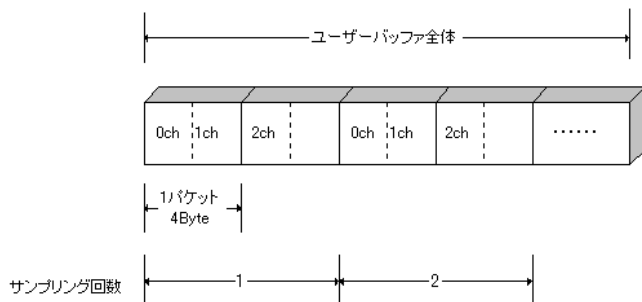 ユーザーバッファ全体
0ch 1ch 2ch 0ch 1ch 2ch ……
1パケット
4Byte
サンプリング回数 1 2